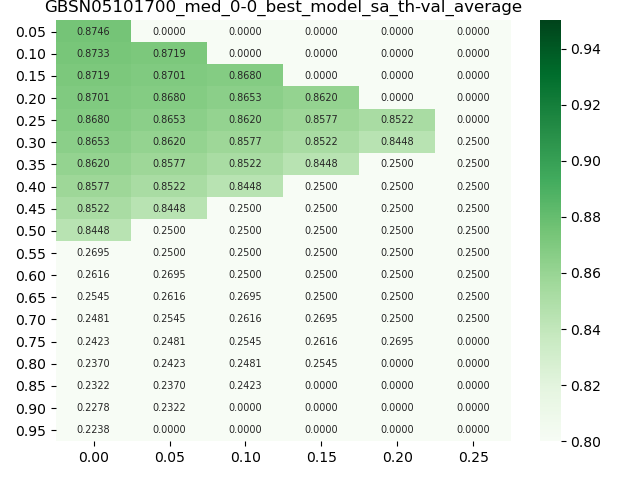 GBSN05101700_med_0-0_best_model_sa_th-val_average
0.05 0.8746 0.0000 0.0000 0.0000 0.0000 0.0000
0.10 0.8733 0.8719 0.0000 0.0000 0.0000 0.0000
0.15 0.8719 0.8701 0.8680 0.0000 0.0000 0.0000
0.20 0.8701 0.8680 0.8653 0.8620 0.0000 0.0000
0.25 0.8680 0.8653 0.8620 0.8577 0.8522 0.0000
0.30 0.8653 0.8620 0.8577 0.8522 0.8448 0.2500
0.35 0.8620 0.8577 0.8522 0.8448 0.2500 0.2500
0.40 0.8577 0.8522 0.8448 0.2500 0.2500 0.2500
0.45 0.8522 0.8448 0.2500 0.2500 0.2500 0.2500
0.50 0.8448 0.2500 0.2500 0.2500 0.2500 0.2500
0.55 0.2695 0.2500 0.2500 0.2500 0.2500 0.2500
0.60 0.2616 0.2695 0.2500 0.2500 0.2500 0.2500
0.65 0.2545 0.2616 0.2695 0.2500 0.2500 0.2500
0.70 0.2481 0.2545 0.2616 0.2695 0.2500 0.2500
0.75 0.2423 0.2481 0.2545 0.2616 0.2695 0.0000
0.80 0.2370 0.2423 0.2481 0.2545 0.0000 0.0000
0.85 0.2322 0.2370 0.2423 0.0000 0.0000 0.0000
0.90 0.2278 0.2322 0.0000 0.0000 0.0000 0.0000
0.95 0.2238 0.0000 0.0000 0.0000 0.0000 0.0000
0.00 0.05 0.10 0.15 0.20 0.25
0.94
0.92
0.90
0.88
0.86
0.84
0.82
0.80